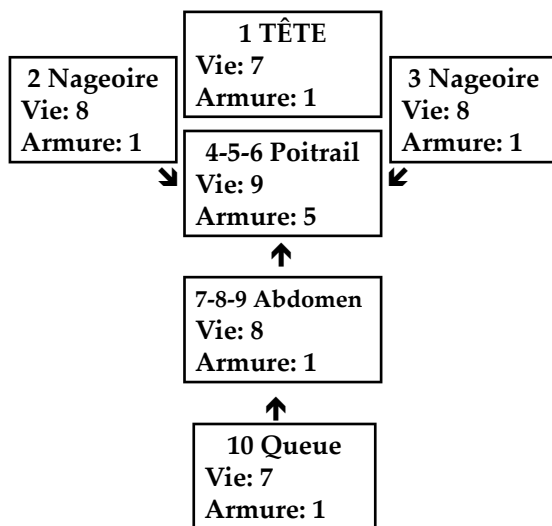 1 TÊTE
Vie: 7
Armure: 1
2 Nageoire
Vie: 8
Armure: 1
3 Nageoire
Vie: 8
Armure: 1
4-5-6 Poitrail
Vie: 9
Armure: 5
7-8-9 Abdomen
Vie: 8
Armure: 1
10 Queue
Vie: 7
Armure: 1